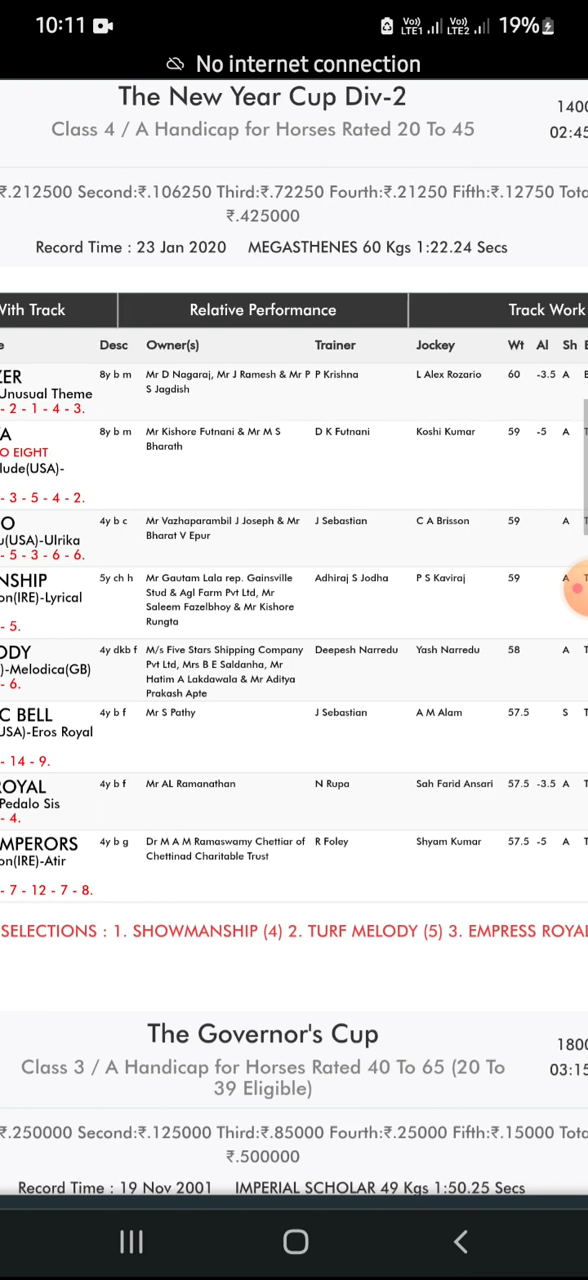 10:11 Vo)) LTE1 Vo)) LTE2 19%
No internet connection
The New Year Cup Div-2
1400
Class 4 / A Handicap for Horses Rated 20 To 45
02:45
₹.212500 Second:₹.106250 Third:₹.72250 Fourth:₹.21250 Fifth:₹.12750 Tota
₹.425000
Record Time : 23 Jan 2020 MEGASTHENES 60 Kgs 1:22.24 Secs
With Track Relative Performance Track Work
e Desc Owner(s) Trainer Jockey Wt Al Sh E
ZER 8y b m Mr D Nagaraj, Mr J Ramesh & Mr P P Krishna L Alex Rozario 60 -3.5 A B
Unusual Theme S Jagdish
- 2 - 1 - 4 - 3.
A 8y b m Mr Kishore Futnani & Mr M S D K Futnani Koshi Kumar 59 -5 A T
O EIGHT Bharath
lude(USA)-
- 3 - 5 - 4 - 2.
O 4y b c Mr Vazhaparambil J Joseph & Mr J Sebastian C A Brisson 59 A T
u(USA)-Ulrika Bharat V Epur
- 5 - 3 - 6 - 6.
NSHIP 5y ch h Mr Gautam Lala rep. Gainsville Adhiraj S Jodha P S Kaviraj 59 A
on(IRE)-Lyrical Stud & Agl Farm Pvt Ltd, Mr
Saleem Fazelbhoy & Mr Kishore
- 5. Rungta
ODY 4y dkb f M/s Five Stars Shipping Company Deepesh Narredu Yash Narredu 58 A T
)-Melodica(GB) Pvt Ltd, Mrs B E Saldanha, Mr
- 6. Hatim A Lakdawala & Mr Aditya
Prakash Apte
C BELL 4y b f Mr S Pathy J Sebastian A M Alam 57.5 S T
USA)-Eros Royal
- 14 - 9.
ROYAL 4y b f Mr AL Ramanathan N Rupa Sah Farid Ansari 57.5 -3.5 A T
Pedalo Sis
- 4.
MPERORS 4y b g Dr M A M Ramaswamy Chettiar of R Foley Shyam Kumar 57.5 -5 A T
on(IRE)-Atir Chettinad Charitable Trust
- 7 - 12 - 7 - 8.
SELECTIONS : 1. SHOWMANSHIP (4) 2. TURF MELODY (5) 3. EMPRESS ROYAL
The Governor's Cup
1800
Class 3 / A Handicap for Horses Rated 40 To 65 (20 To
03:15
39 Eligible)
₹.250000 Second:₹.125000 Third:₹.85000 Fourth:₹.25000 Fifth:₹.15000 Tota
₹.500000
Record Time : 19 Nov 2001 IMPERIAL SCHOLAR 49 Kgs 1:50.25 Secs